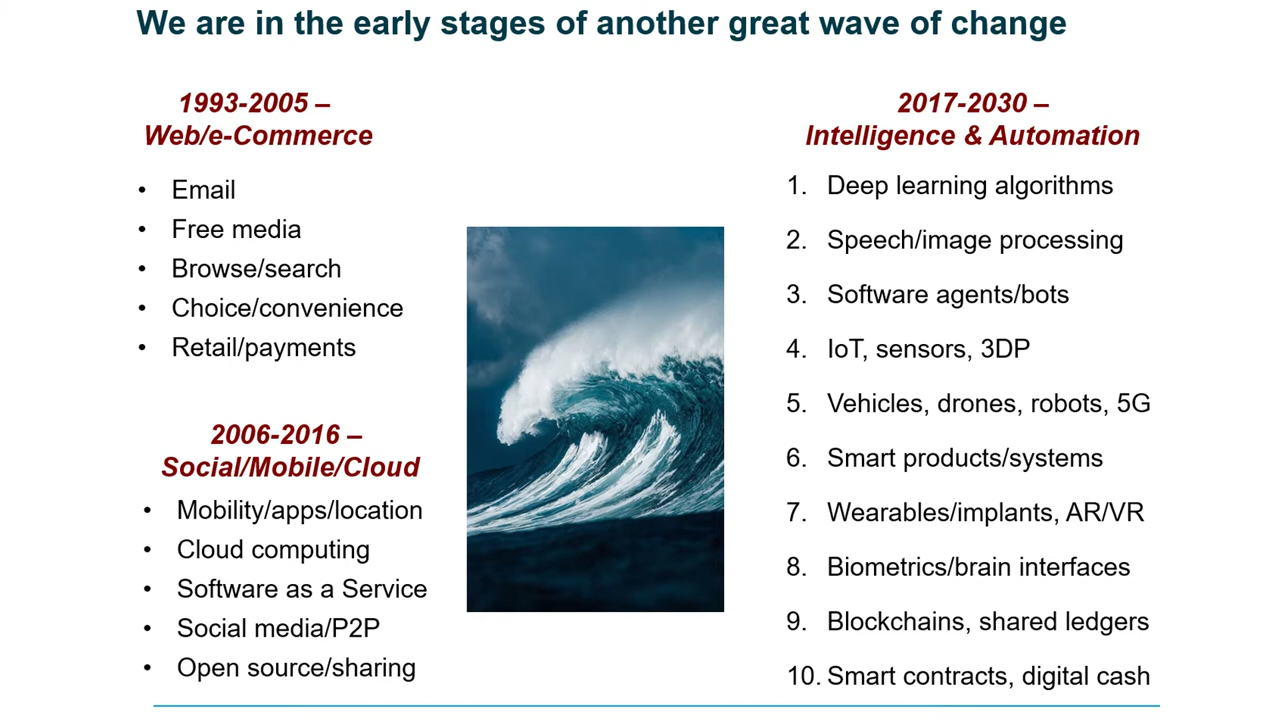 We are in the early stages of another great wave of change
1993-2005 –
Web/e-Commerce
• Email
• Free media
• Browse/search
• Choice/convenience
• Retail/payments
2006-2016 –
Social/Mobile/Cloud
• Mobility/apps/location
• Cloud computing
• Software as a Service
• Social media/P2P
• Open source/sharing
2017-2030 –
Intelligence & Automation
1. Deep learning algorithms
2. Speech/image processing
3. Software agents/bots
4. IoT, sensors, 3DP
5. Vehicles, drones, robots, 5G
6. Smart products/systems
7. Wearables/implants, AR/VR
8. Biometrics/brain interfaces
9. Blockchains, shared ledgers
10. Smart contracts, digital cash